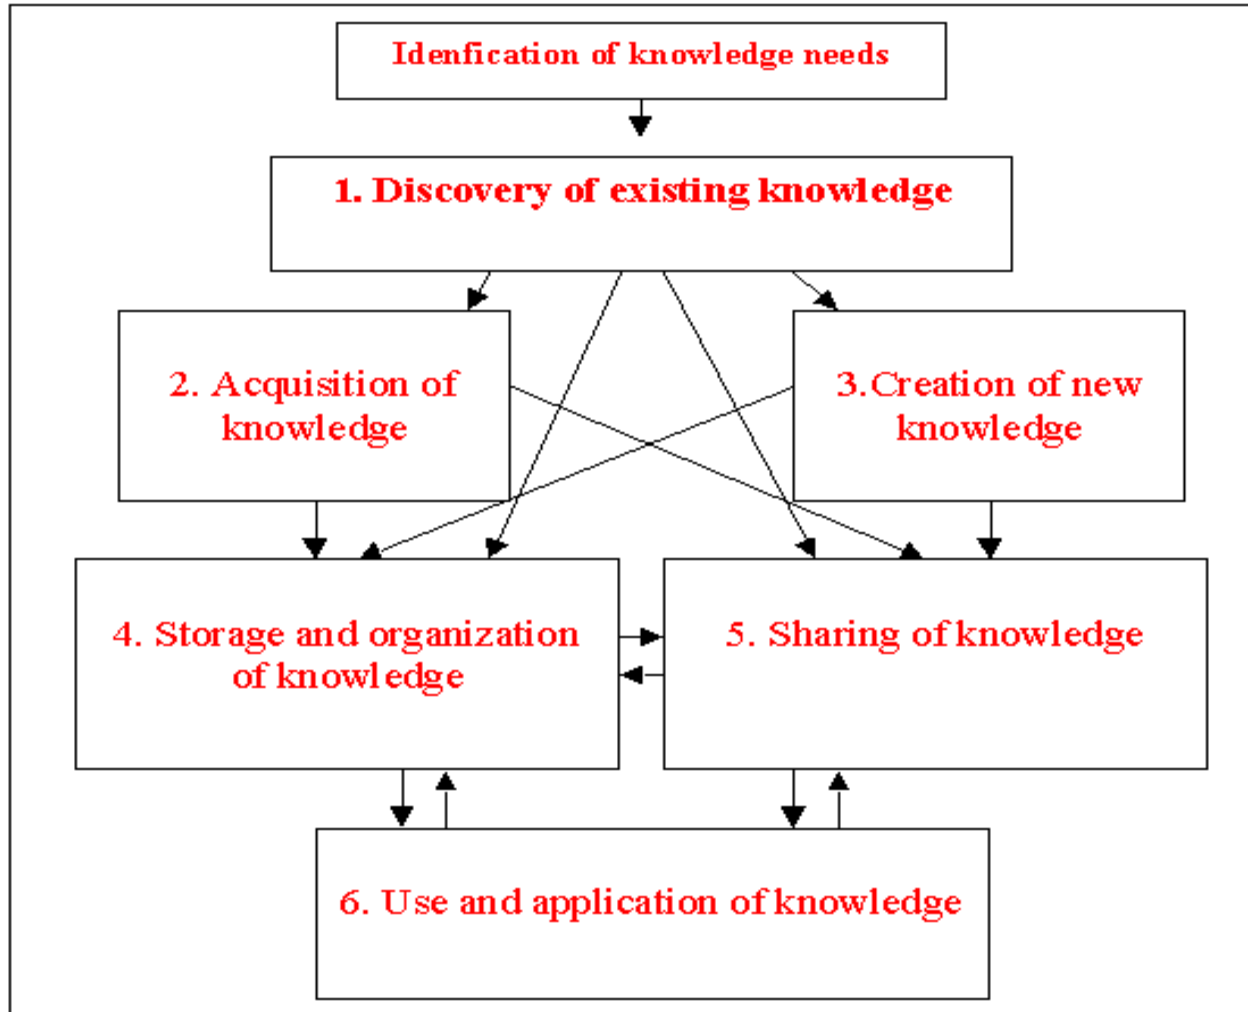 Idenfication of knowledge needs
1. Discovery of existing knowledge
2. Acquisition of
knowledge
3.Creation of new
knowledge
4. Storage and organization
of knowledge
5. Sharing of knowledge
6. Use and application of knowledge